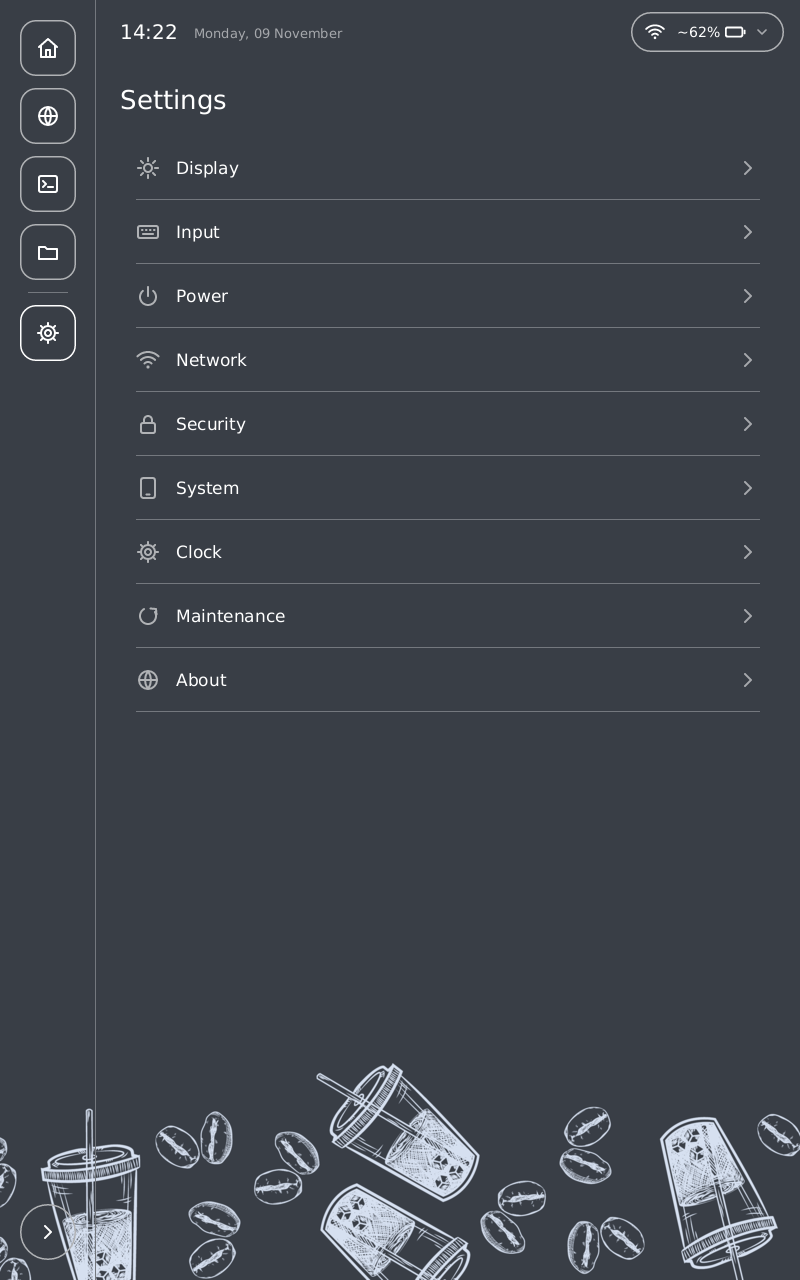 14:22 Monday, 09 November ~62%
Settings
Display
Input
Power
Network
Security
System
Clock
Maintenance
About